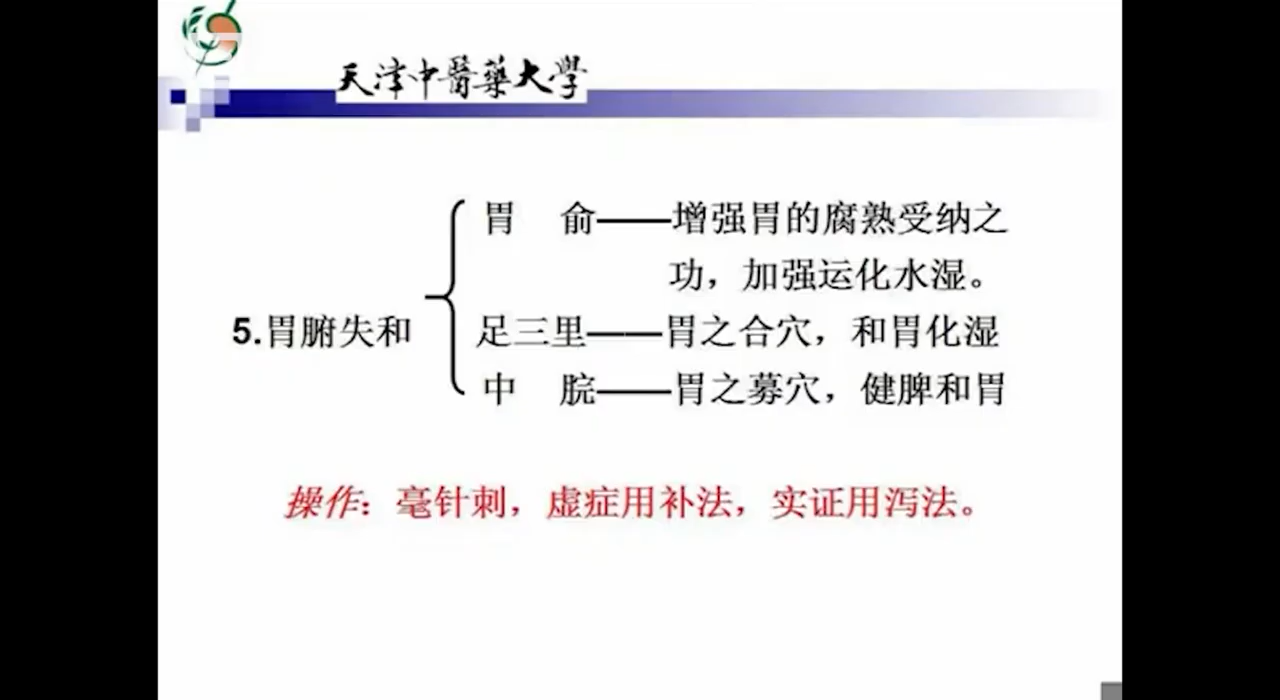 天津中醫藥大學
胃 俞——增强胃的腐熟受纳之
功，加强运化水湿。
5.胃腑失和
足三里——胃之合穴，和胃化湿
中 脘——胃之募穴，健脾和胃
操作：毫针刺，虚症用补法，实证用泻法。